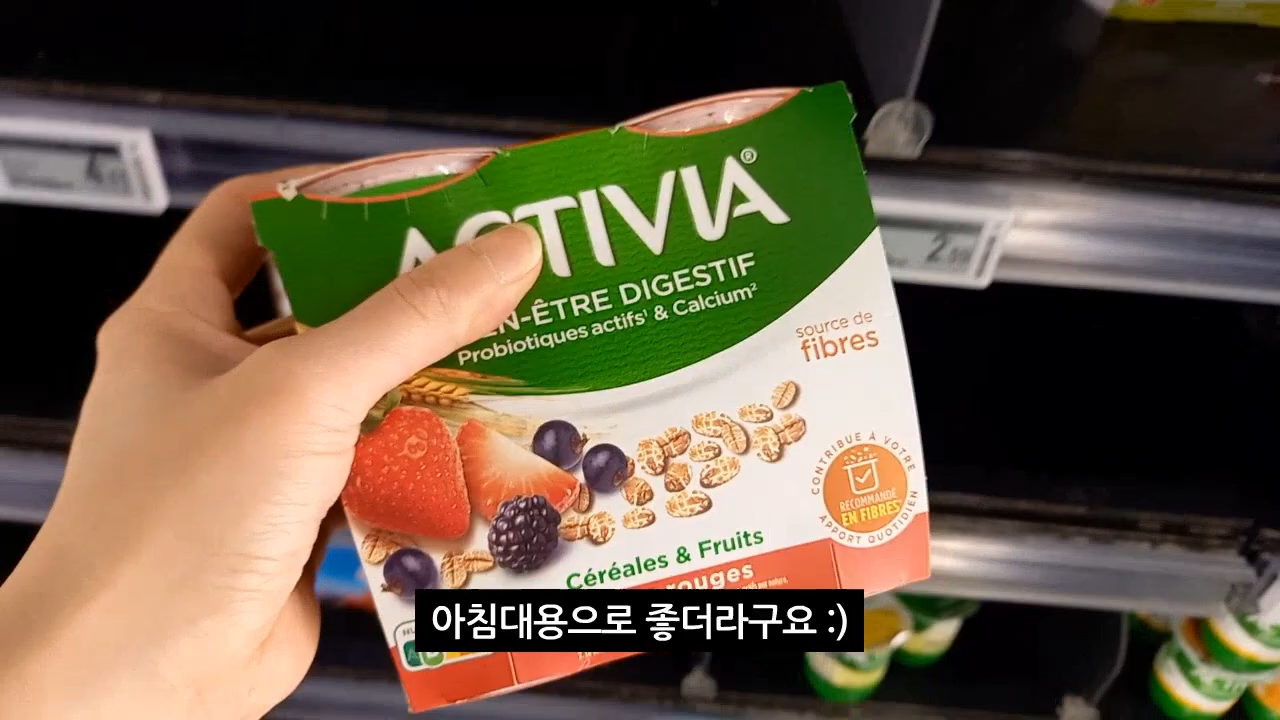 ACTIVIA®
EN-ÊTRE DIGESTIF
Probiotiques actifs¹ & Calcium²
source de
fibres
CONTRIBUE À VOTRE
RECOMMANDÉ
EN FIBRES
APPORT QUOTIDIEN
Céréales & Fruits
rouges
아침대용으로 좋더라구요 :)